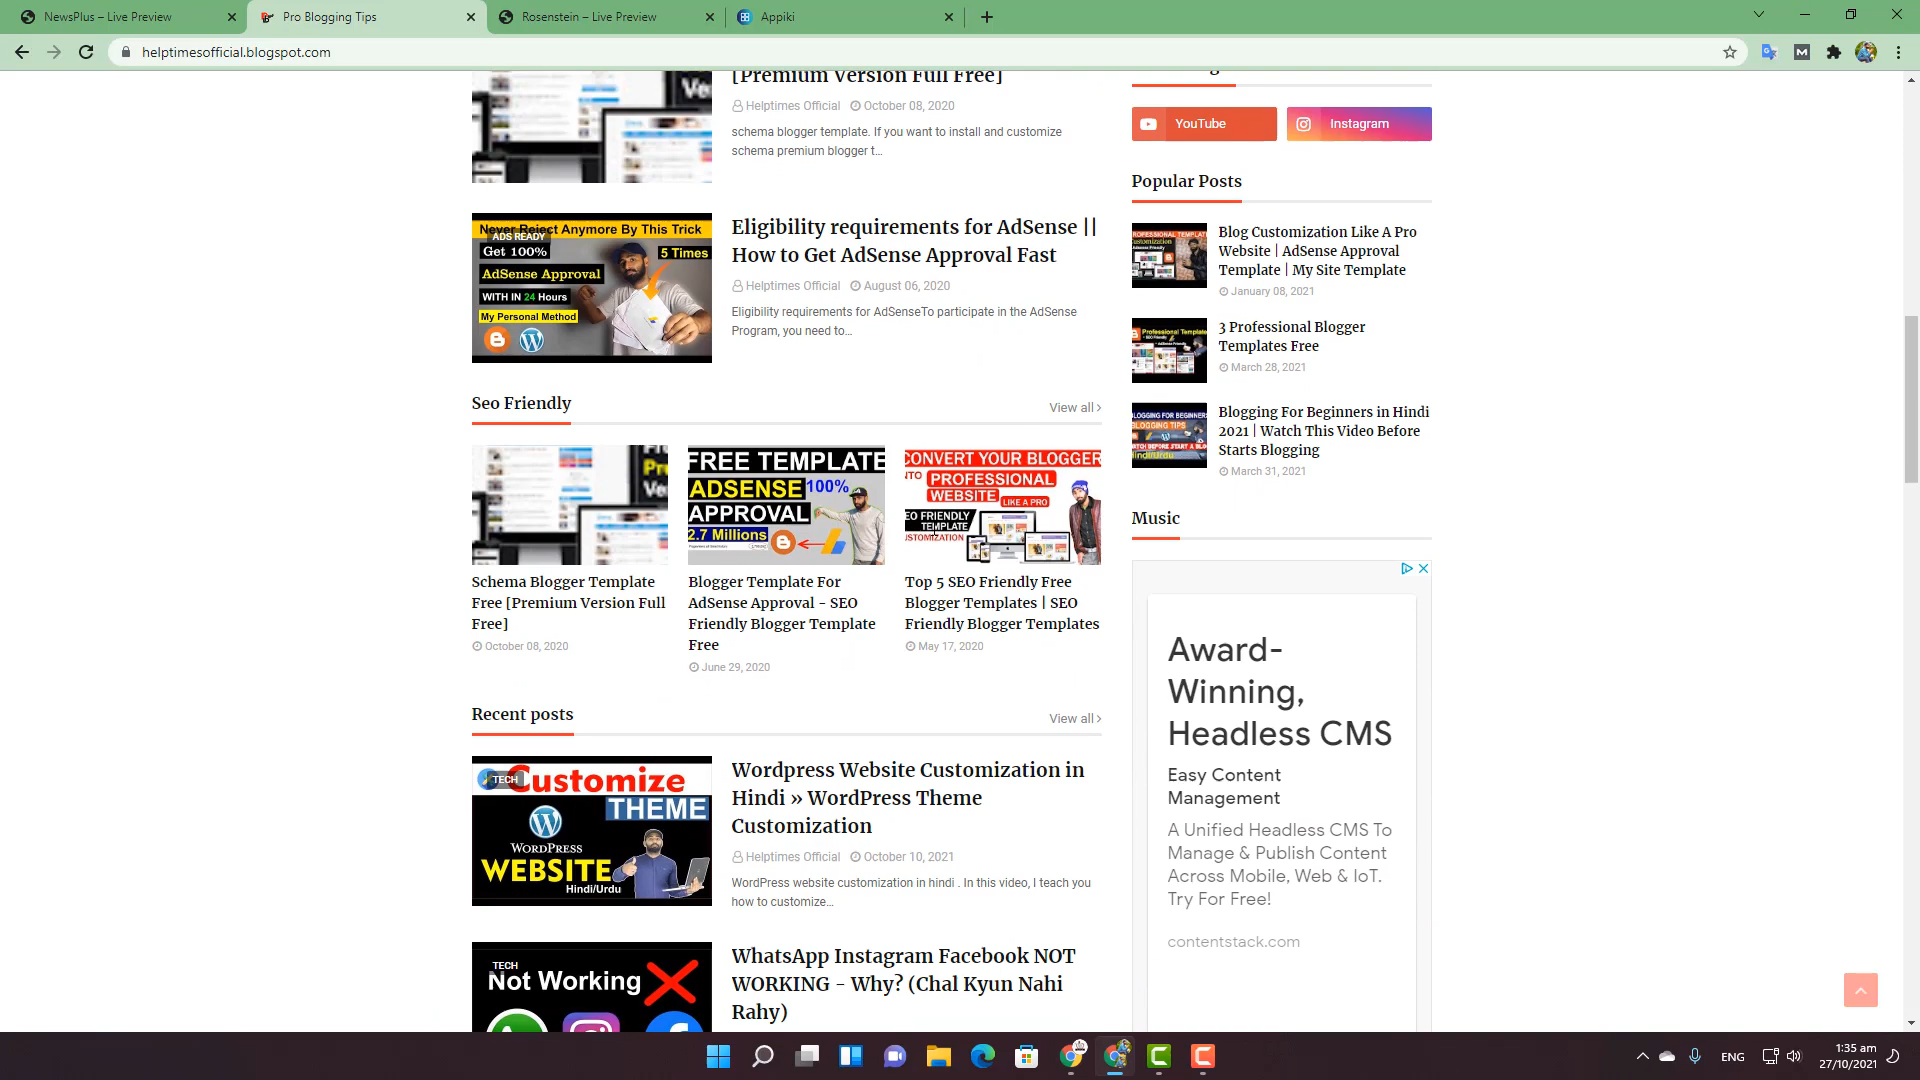 NewsPlus – Live Preview
Pro Blogging Tips
Rosenstein – Live Preview
Appiki
helptimesofficial.blogspot.com
[Premium Version Full Free]
Helptimes Official October 08, 2020
schema blogger template. If you want to install and customize
schema premium blogger t...
Never Reject Anymore By This Trick
ADS READY
Get 100%
5 Times
AdSense Approval
WITH IN 24 Hours
My Personal Method
Eligibility requirements for AdSense ||
How to Get AdSense Approval Fast
Helptimes Official August 06, 2020
Eligibility requirements for AdSenseTo participate in the AdSense
Program, you need to...
Seo Friendly
View all
FREE TEMPLATE
ADSENSE 100%
APPROVAL
2.7 Millions
CONVERT YOUR BLOGGER
INTO PROFESSIONAL
WEBSITE LIKE A PRO
SEO FRIENDLY
TEMPLATE
CUSTOMIZATION
Schema Blogger Template
Free [Premium Version Full
Free]
October 08, 2020
Blogger Template For
AdSense Approval - SEO
Friendly Blogger Template
Free
June 29, 2020
Top 5 SEO Friendly Free
Blogger Templates | SEO
Friendly Blogger Templates
May 17, 2020
Recent posts
View all
TECH
Customize
THEME
WORDPRESS
WEBSITE
Hindi/Urdu
Wordpress Website Customization in
Hindi » WordPress Theme
Customization
Helptimes Official October 10, 2021
WordPress website customization in hindi . In this video, I teach you
how to customize...
TECH
Not Working
WhatsApp Instagram Facebook NOT
WORKING - Why? (Chal Kyun Nahi
Rahy)
YouTube
Instagram
Popular Posts
Blog Customization Like A Pro
Website | AdSense Approval
Template | My Site Template
January 08, 2021
3 Professional Blogger
Templates Free
March 28, 2021
Blogging For Beginners in Hindi
2021 | Watch This Video Before
Starts Blogging
March 31, 2021
Music
Award-
Winning,
Headless CMS
Easy Content
Management
A Unified Headless CMS To
Manage & Publish Content
Across Mobile, Web & IoT.
Try For Free!
contentstack.com
ENG
1:35 am
27/10/2021